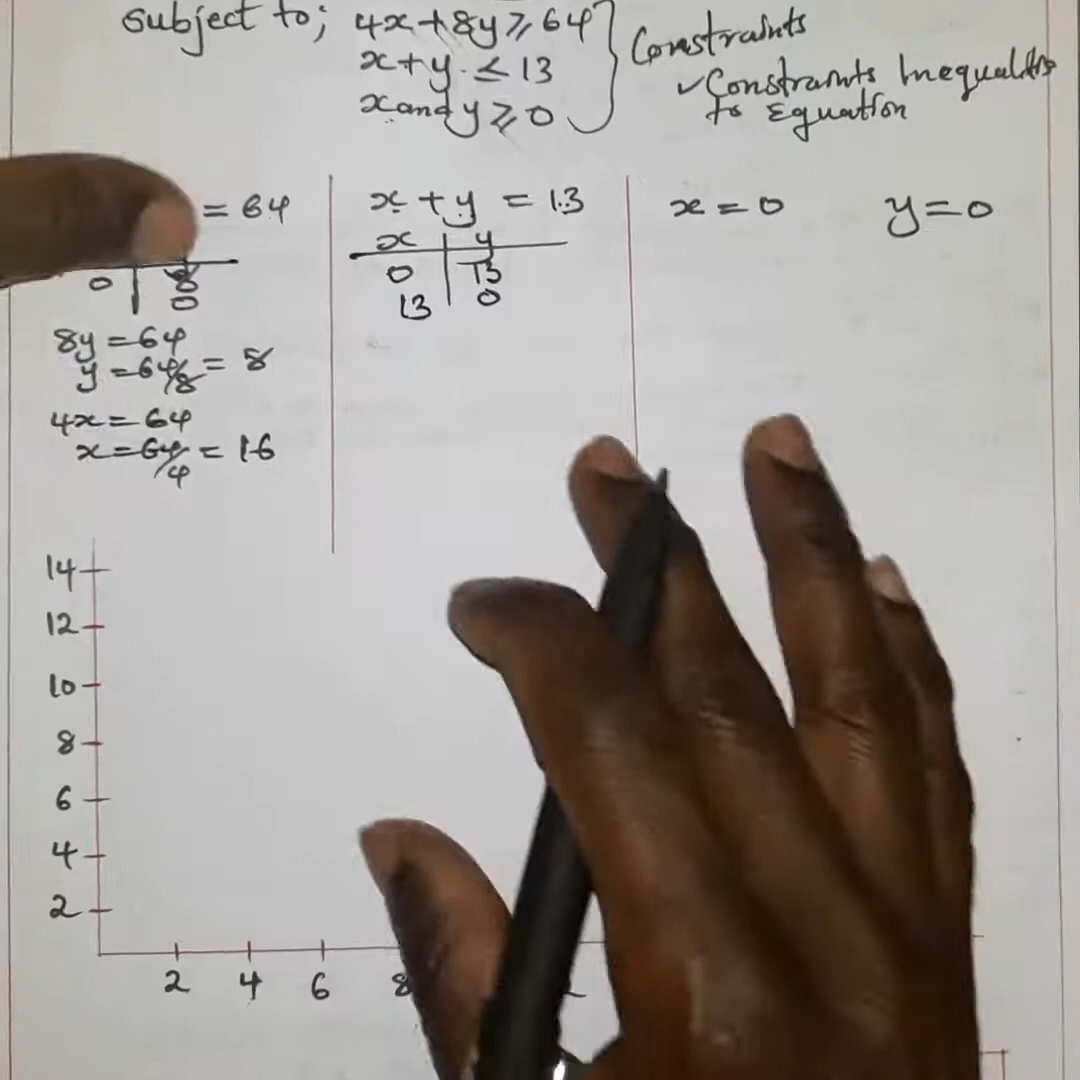 Subject to; 4x+8y ≥ 64 } Constraints
x+y ≤ 13 ✓Constraints Inequalities
x and y ≥ 0 to Equation
= 64
x + y = 13
x = 0 y = 0
x y
0 8
0
0 13
13 0
8y = 64
y = 64/8 = 8
4x = 64
x = 64/4 = 16
14
12
10
8
6
4
2
2 4 6 8